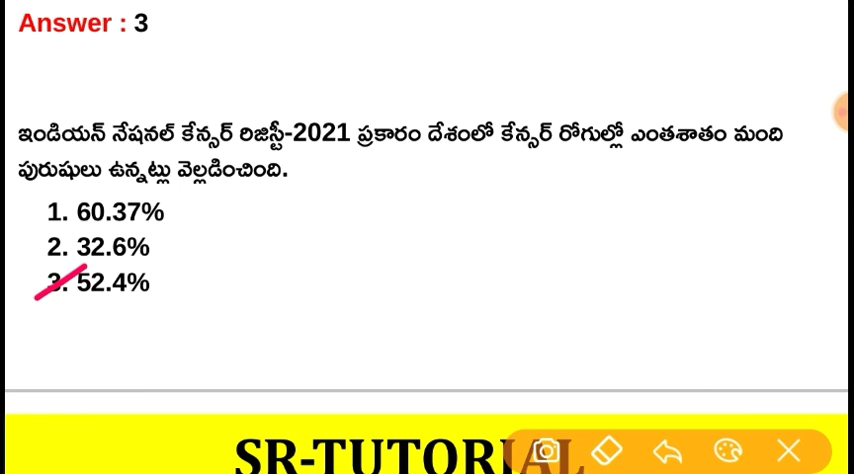 Answer : 3
ఇండియన్ నేషనల్ కేన్సర్ రిజిస్ట్రీ-2021 ప్రకారం దేశంలో కేన్సర్ రోగుల్లో ఎంతశాతం మంది
పురుషులు ఉన్నట్లు వెల్లడించింది.
1. 60.37%
2. 32.6%
3. 52.4%
SR-TUTORIAL